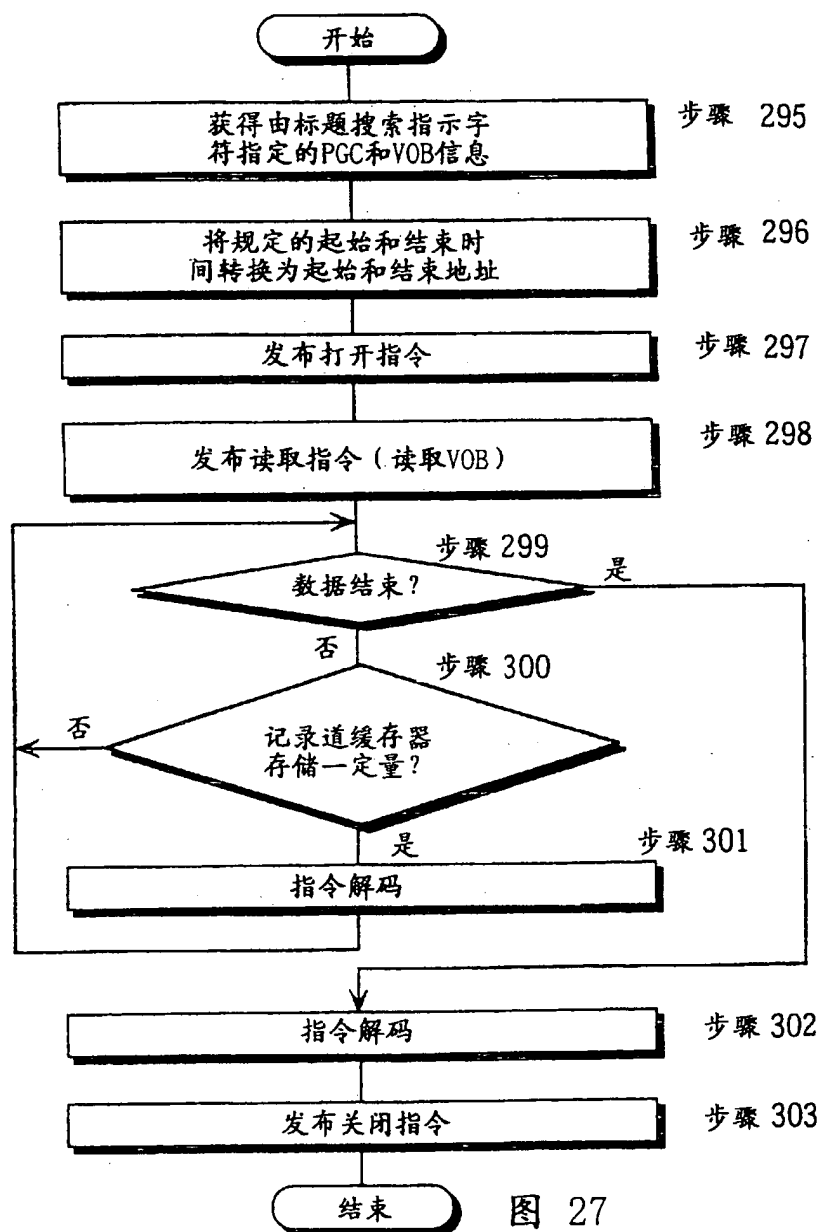 开始
获得由标题搜索指示字
符指定的PGC和VOB信息
步骤 295
将规定的起始和结束时
间转换为起始和结束地址
步骤 296
发布打开指令
步骤 297
发布读取指令(读取VOB)
步骤 298
步骤 299
数据结束?
是
否
步骤 300
否
记录道缓存器
存储一定量?
是
步骤 301
指令解码
指令解码
步骤 302
发布关闭指令
步骤 303
结束
图 27